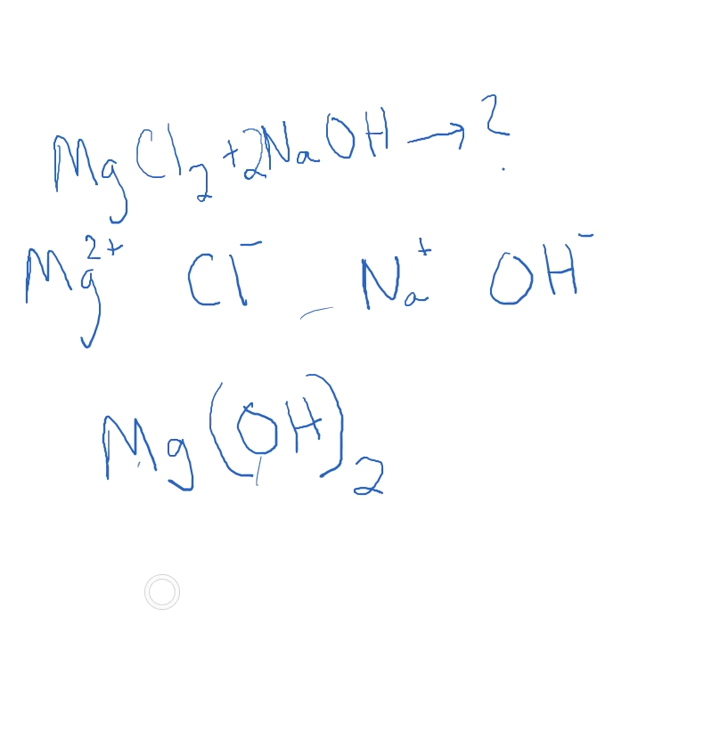 MgCl₂+2NaOH→?
Mg²⁺ Cl⁻ Na⁺ OH⁻
Mg(OH)₂